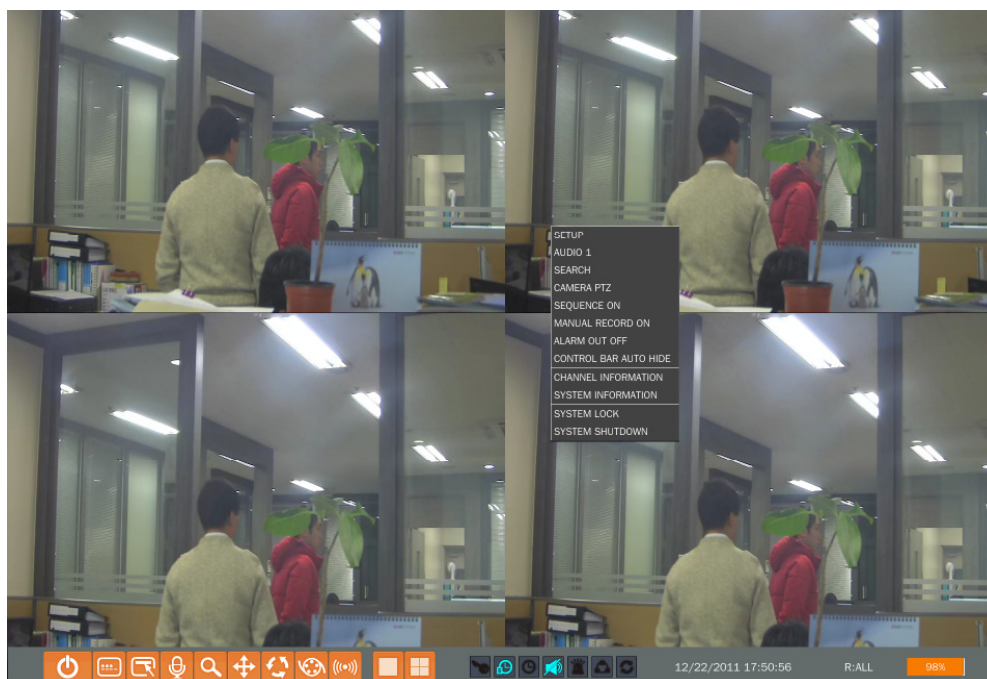 SETUP
AUDIO 1
SEARCH
CAMERA PTZ
SEQUENCE ON
MANUAL RECORD ON
ALARM OUT OFF
CONTROL BAR AUTO HIDE
CHANNEL INFORMATION
SYSTEM INFORMATION
SYSTEM LOCK
SYSTEM SHUTDOWN
12/22/2011 17:50:56 R:ALL 98%